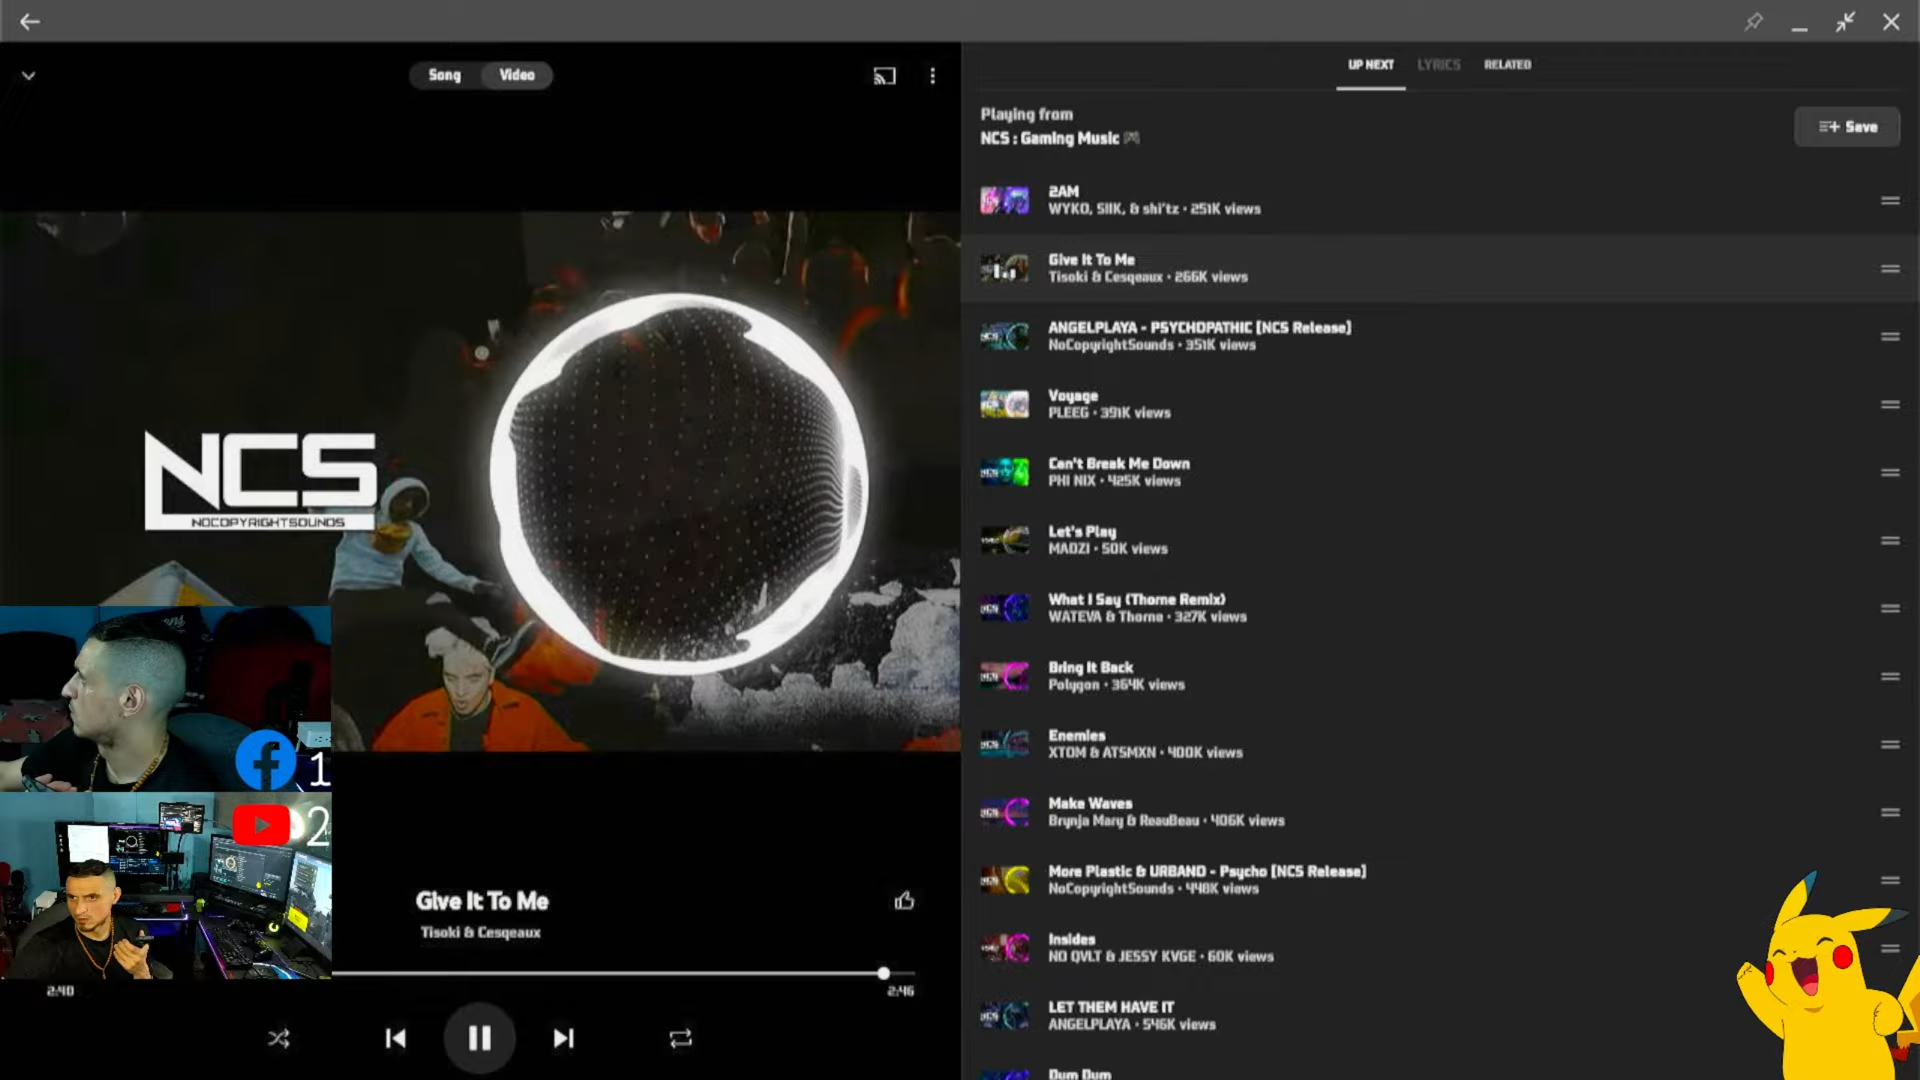 Song
Video
NCS
NOCOPYRIGHTSOUNDS
1
2
Give It To Me
Tisoki & Cesqeaux
2:40
2:46
UP NEXT
LYRICS
RELATED
Playing from
NCS : Gaming Music 🎮
Save
2AM
WYKO, SIIK, & shi'tz • 251K views
Give It To Me
Tisoki & Cesqeaux • 266K views
ANGELPLAYA - PSYCHOPATHIC [NCS Release]
NoCopyrightSounds • 351K views
Voyage
PLEEG • 391K views
Can't Break Me Down
PHI NIX • 425K views
Let's Play
MADZI • 50K views
What I Say (Thorne Remix)
WATEVA & Thorne • 327K views
Bring It Back
Polygon • 364K views
Enemies
XTOM & ATSMXN • 400K views
Make Waves
Brynja Mary & ReauBeau • 406K views
More Plastic & URBANO - Psycho [NCS Release]
NoCopyrightSounds • 448K views
Insides
NO QVLT & JESSY KVGE • 60K views
LET THEM HAVE IT
ANGELPLAYA • 546K views
Dum Dum